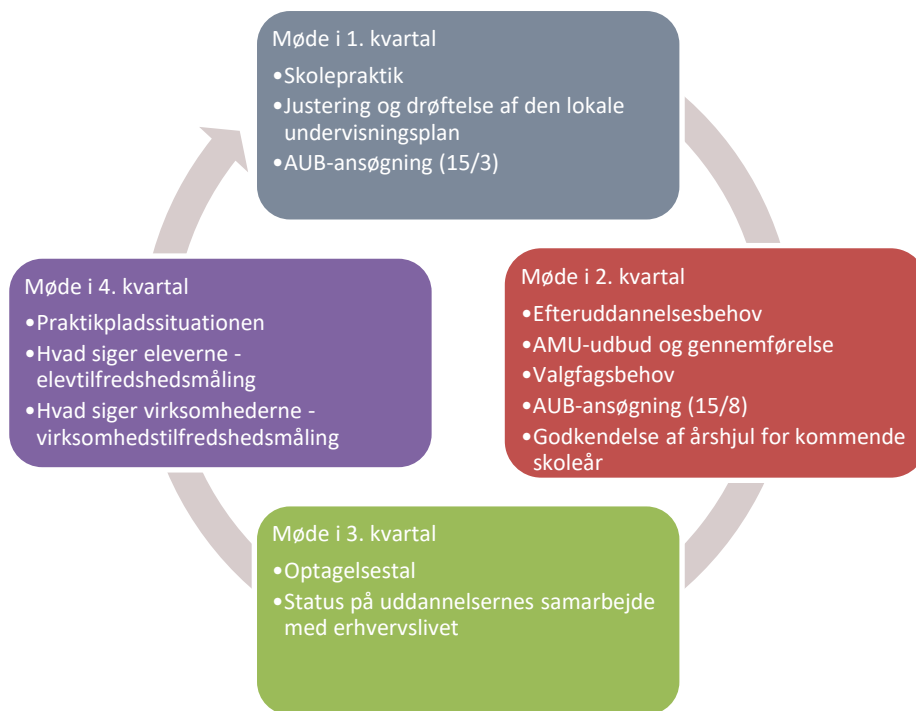 Møde i 1. kvartal
•Skolepraktik
•Justering og drøftelse af den lokale
undervisningsplan
•AUB-ansøgning (15/3)
Møde i 2. kvartal
•Efteruddannelsesbehov
•AMU-udbud og gennemførelse
•Valgfagsbehov
•AUB-ansøgning (15/8)
•Godkendelse af årshjul for kommende
skoleår
Møde i 3. kvartal
•Optagelsestal
•Status på uddannelsernes samarbejde
med erhvervslivet
Møde i 4. kvartal
•Praktikpladssituationen
•Hvad siger eleverne -
elevtilfredshedsmåling
•Hvad siger virksomhederne -
virksomhedstilfredshedsmåling